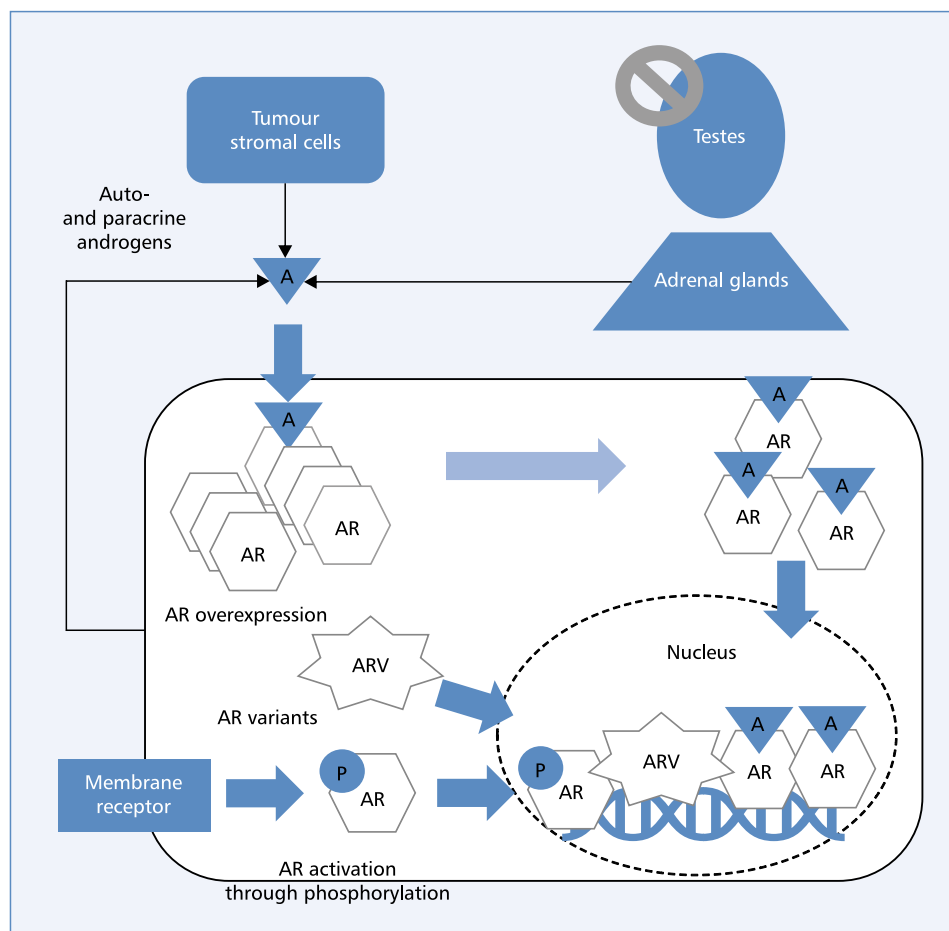 Tumour
stromal cells
Testes
Auto-
and paracrine
androgens
A
Adrenal glands
A
A
AR
A
A
AR
AR
AR
AR
AR
AR overexpression
Nucleus
ARV
AR variants
P
AR
Membrane
receptor
P
AR
ARV
A
AR
A
AR
AR activation
through phosphorylation